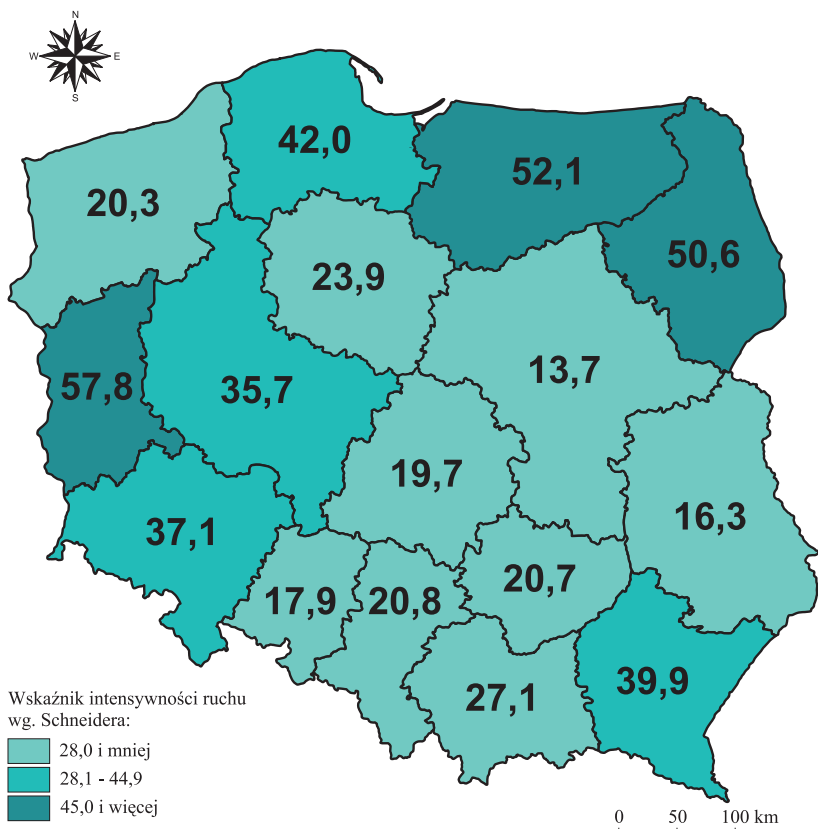 N
W E
S
42,0
52,1
20,3
50,6
23,9
57,8
35,7
13,7
19,7
16,3
37,1
17,9
20,8
20,7
27,1
39,9
Wskaźnik intensywności ruchu
wg. Schneidera:
28,0 i mniej
28,1 - 44,9
45,0 i więcej
0 50 100 km